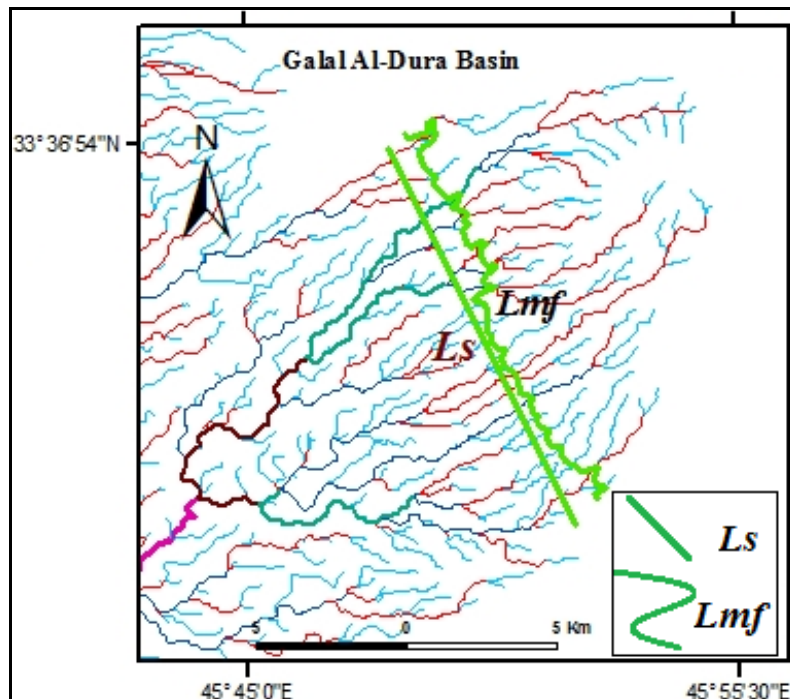 Galal Al-Dura Basin
33° 36'54"N
N
Lmf
Ls
Ls
Lmf
5 0 5 Km
45°45'0"E 45°55'30"E